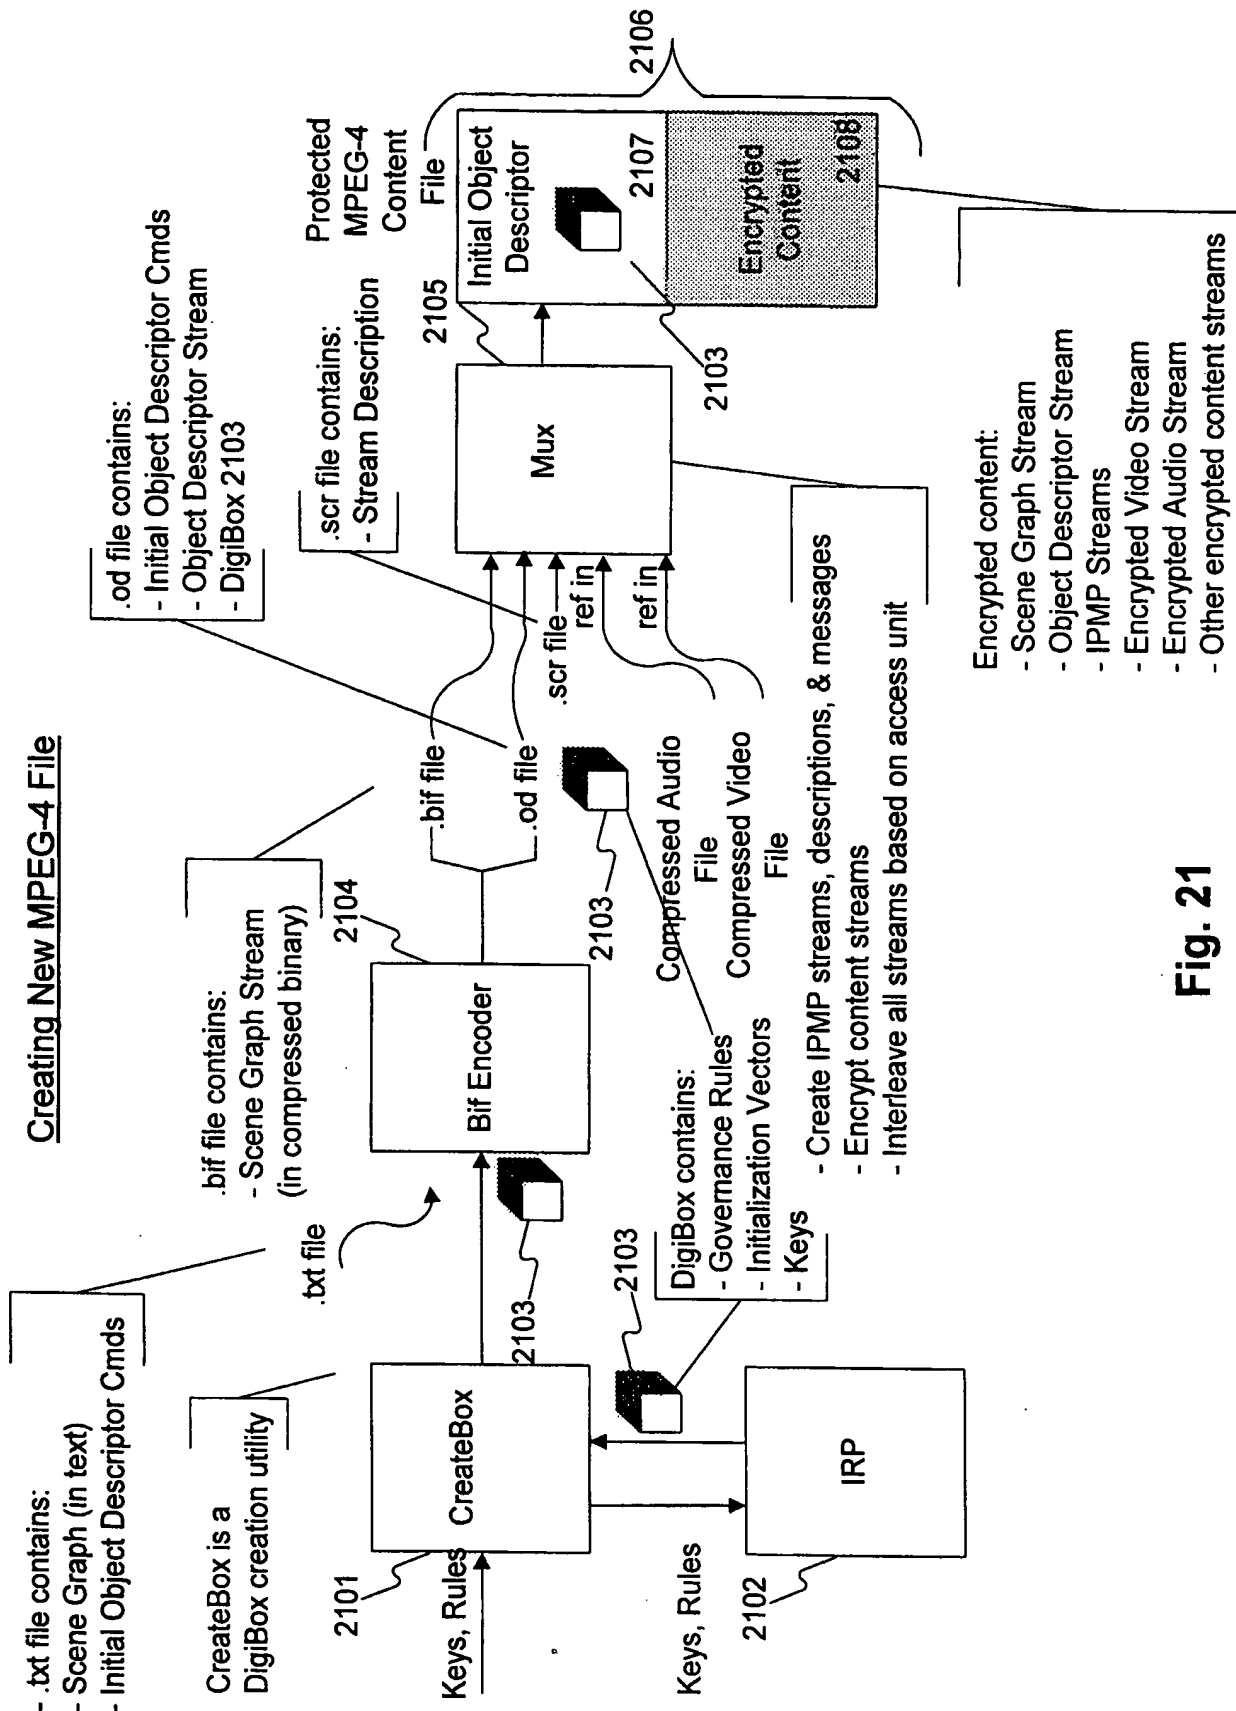 Creating New MPEG-4 File
- .txt file contains:
- Scene Graph (in text)
- Initial Object Descriptor Cmds
CreateBox is a
DigiBox creation utility
2101
Keys, Rules
CreateBox
Keys, Rules
2102
IRP
2103
DigiBox contains:
- Governance Rules
- Initialization Vectors
- Keys
.txt file
2103
.bif file contains:
- Scene Graph Stream
(in compressed binary)
2104
Bif Encoder
.bif file
.od file
2103
.od file contains:
- Initial Object Descriptor Cmds
- Object Descriptor Stream
- DigiBox 2103
.scr file contains:
- Stream Description
.scr file
ref in
ref in
Compressed Audio
File
Compressed Video
File
2105
Mux
- Create IPMP streams, descriptions, & messages
- Encrypt content streams
- Interleave all streams based on access unit
Protected
MPEG-4
Content
File
Initial Object
Descriptor
2107
2103
Encrypted
Content
2108
2106
Encrypted content:
- Scene Graph Stream
- Object Descriptor Stream
- IPMP Streams
- Encrypted Video Stream
- Encrypted Audio Stream
- Other encrypted content streams
Fig. 21